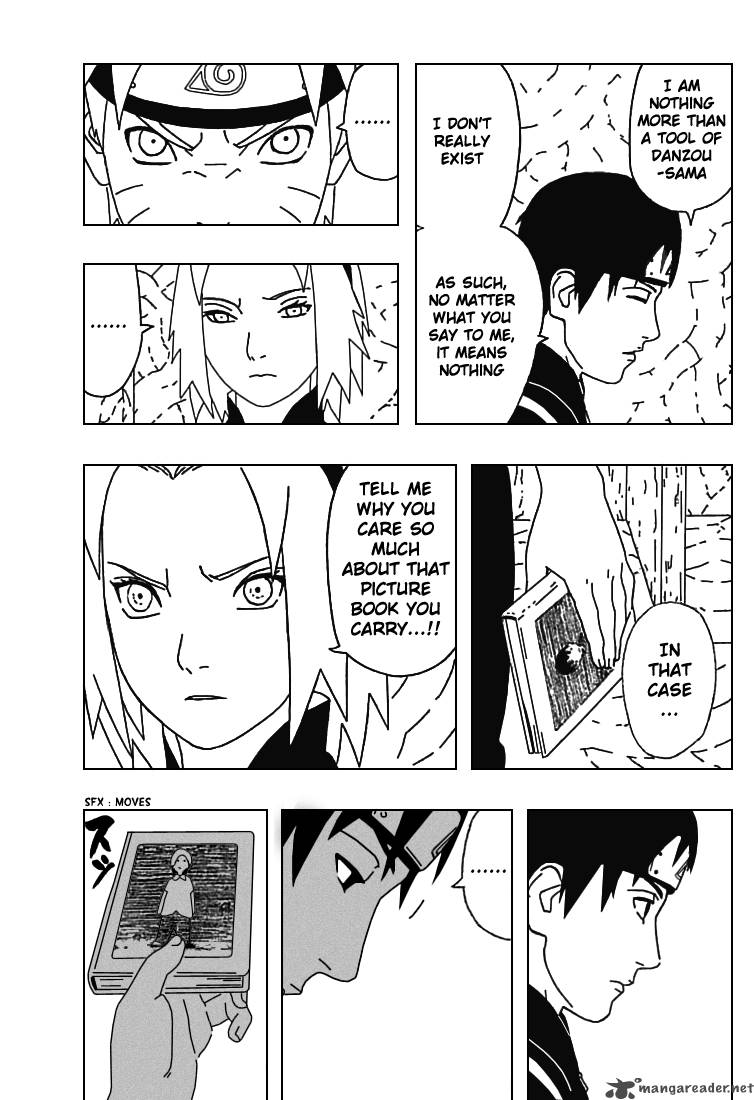 I AM
NOTHING
MORE THAN
A TOOL OF
DANZOU
-SAMA
I DON'T
REALLY
EXIST
AS SUCH,
NO MATTER
WHAT YOU
SAY TO ME,
IT MEANS
NOTHING
......
......
IN
THAT
CASE
...
TELL ME
WHY YOU
CARE SO
MUCH
ABOUT THAT
PICTURE
BOOK YOU
CARRY...!!
......
SFX : MOVES
スッ
mangareader.net